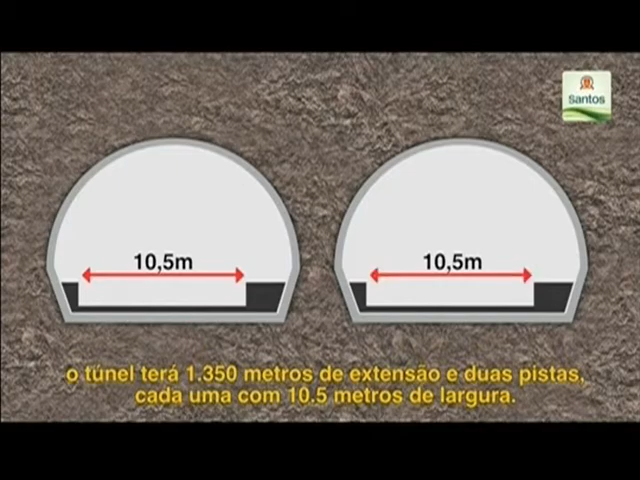 Santos
10,5m
10,5m
o túnel terá 1.350 metros de extensão e duas pistas,
cada uma com 10.5 metros de largura.